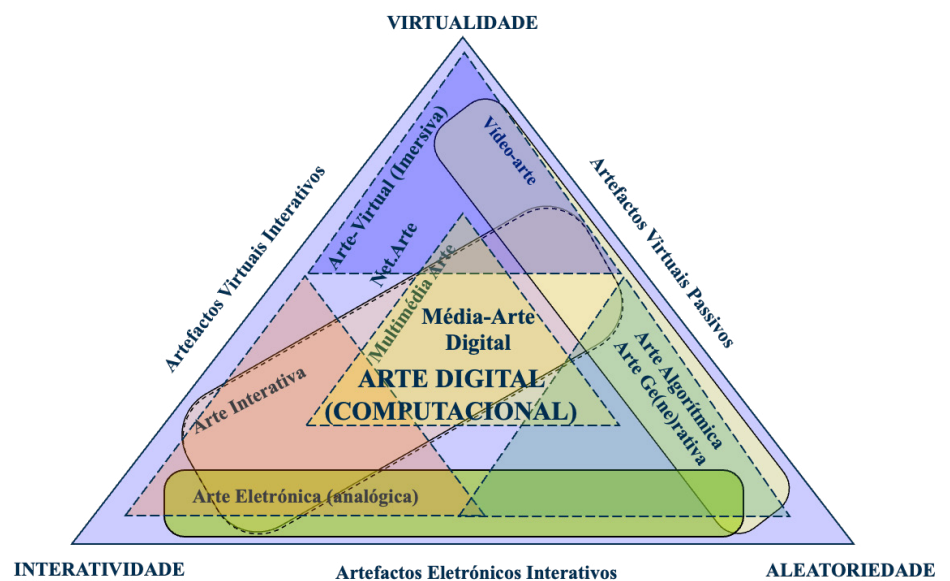 VIRTUALIDADE
Vídeo-arte
Arte-Virtual (Imersiva)
Artefactos Virtuais Interativos
Artefactos Virtuais Passivos
Net.Arte
Multimédia Arte
Média-Arte
Digital
ARTE DIGITAL
(COMPUTACIONAL)
Arte Interativa
Arte Algorítmica
Arte Ge(ne)rativa
Arte Eletrónica (analógica)
INTERATIVIDADE
Artefactos Eletrónicos Interativos
ALEATORIEDADE